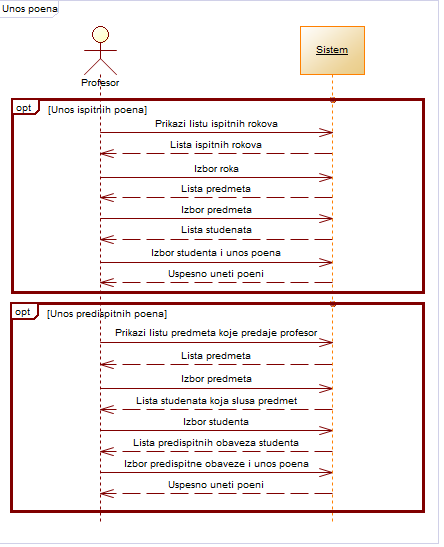 Unos poena
Profesor
Sistem
opt
[Unos ispitnih poena]
Prikazi listu ispitnih rokova
Lista ispitnih rokova
Izbor roka
Lista predmeta
Izbor predmeta
Lista studenata
Izbor studenta i unos poena
Uspesno uneti poeni
opt
[Unos predispitnih poena]
Prikazi listu predmeta koje predaje profesor
Lista predmeta
Izbor predmeta
Lista studenata koja slusa predmet
Izbor studenta
Lista predispitnih obaveza studenta
Izbor predispitne obaveze i unos poena
Uspesno uneti poeni